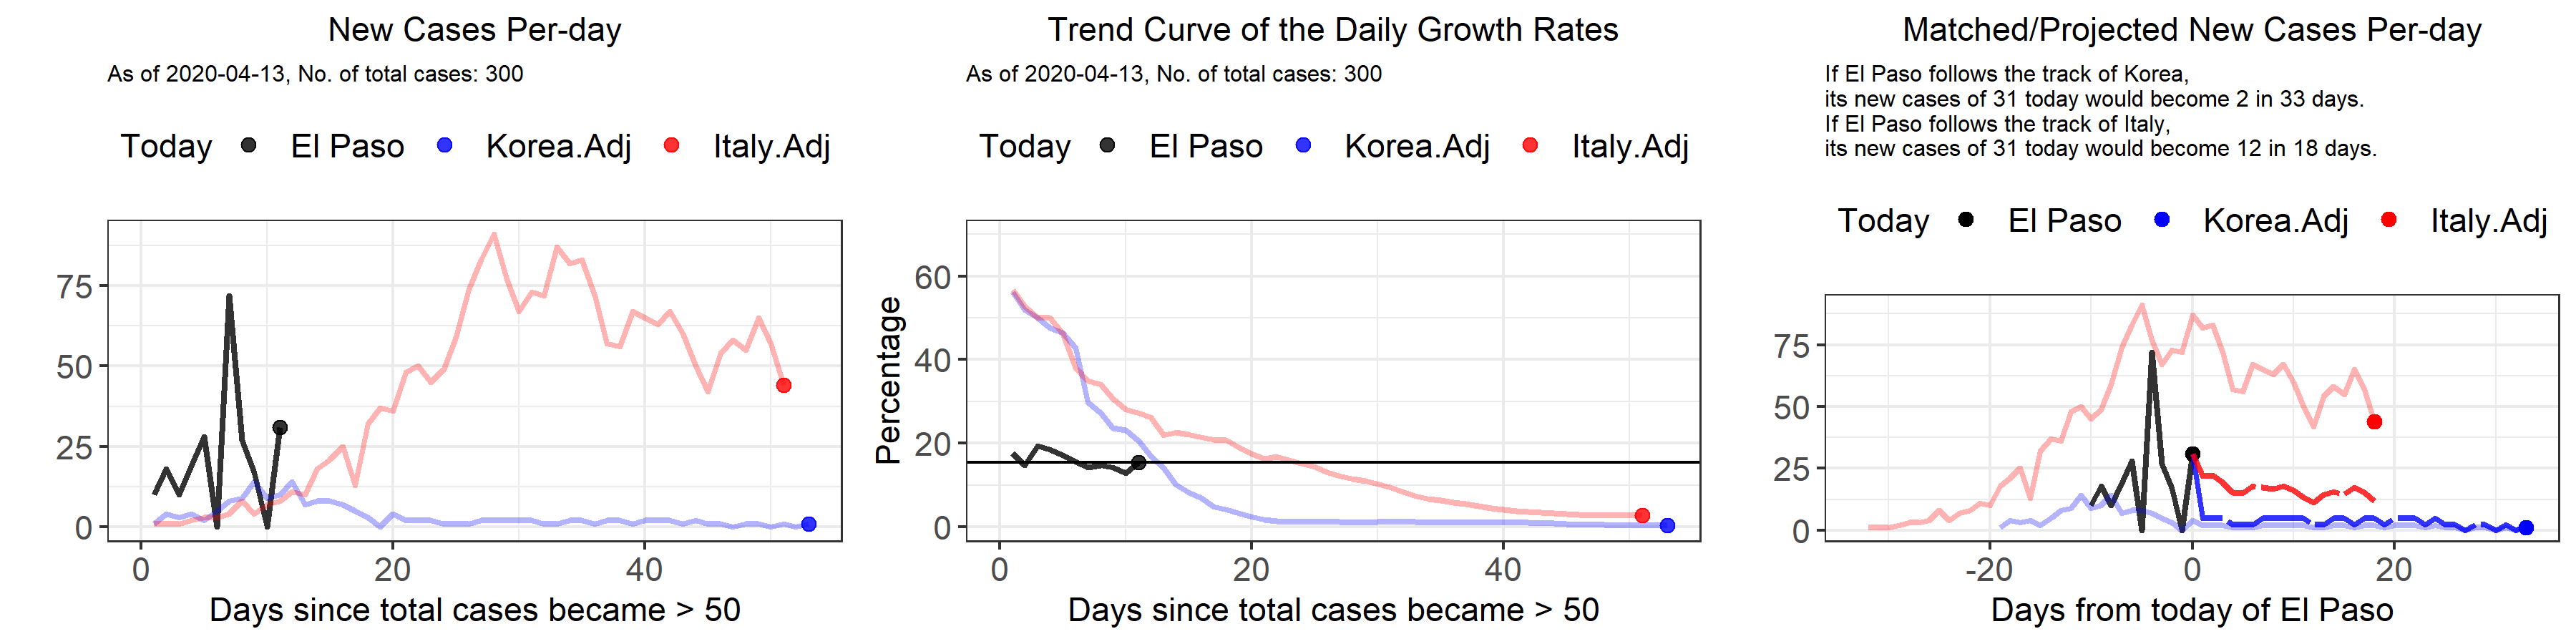 New Cases Per-day
As of 2020-04-13, No. of total cases: 300
Today El Paso Korea.Adj Italy.Adj
75
50
25
0
0 20 40
Days since total cases became > 50
Trend Curve of the Daily Growth Rates
As of 2020-04-13, No. of total cases: 300
Today El Paso Korea.Adj Italy.Adj
Percentage
60
40
20
0
0 20 40
Days since total cases became > 50
Matched/Projected New Cases Per-day
If El Paso follows the track of Korea,
its new cases of 31 today would become 2 in 33 days.
If El Paso follows the track of Italy,
its new cases of 31 today would become 12 in 18 days.
Today El Paso Korea.Adj Italy.Adj
75
50
25
0
-20 0 20
Days from today of El Paso